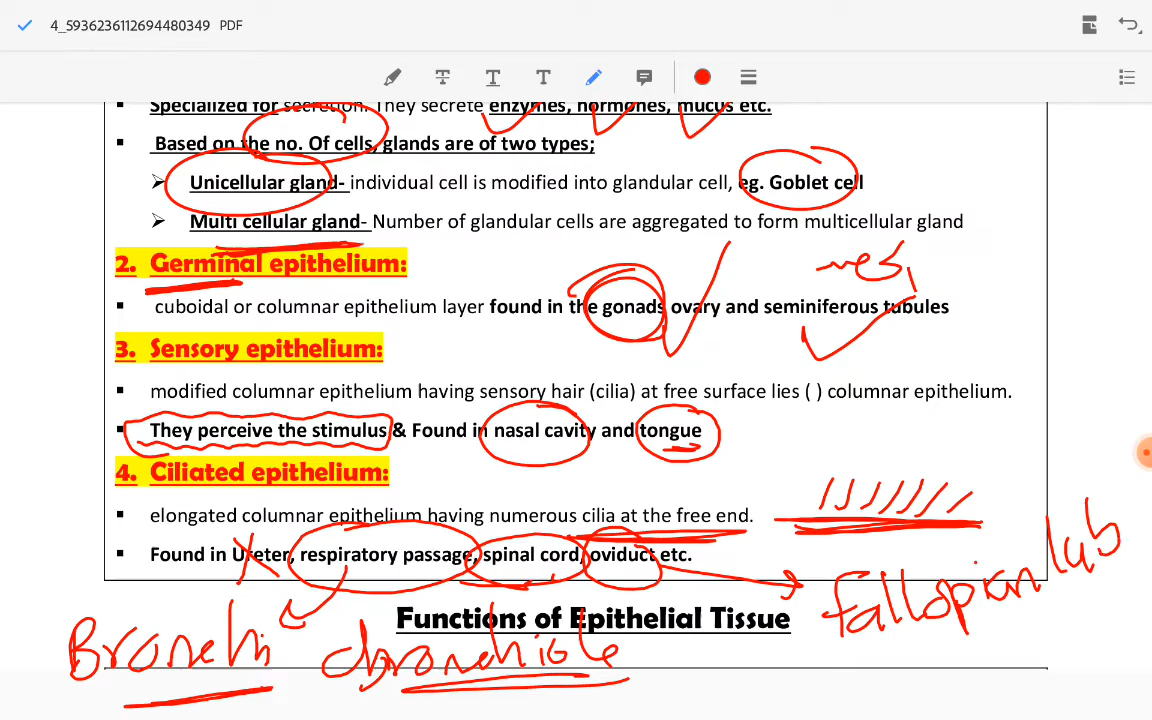 4_5936236112694480349 PDF
Specialized for secretion. They secrete enzymes, hormones, mucus etc.
Based on the no. Of cells, glands are of two types;
Unicellular gland- individual cell is modified into glandular cell, eg. Goblet cell
Multi cellular gland- Number of glandular cells are aggregated to form multicellular gland
2. Germinal epithelium:
cuboidal or columnar epithelium layer found in the gonads ovary and seminiferous tubules
3. Sensory epithelium:
modified columnar epithelium having sensory hair (cilia) at free surface lies ( ) columnar epithelium.
They perceive the stimulus & Found in nasal cavity and tongue
4. Ciliated epithelium:
elongated columnar epithelium having numerous cilia at the free end.
Found in Ureter, respiratory passage, spinal cord, oviduct etc.
Functions of Epithelial Tissue
Bronchi